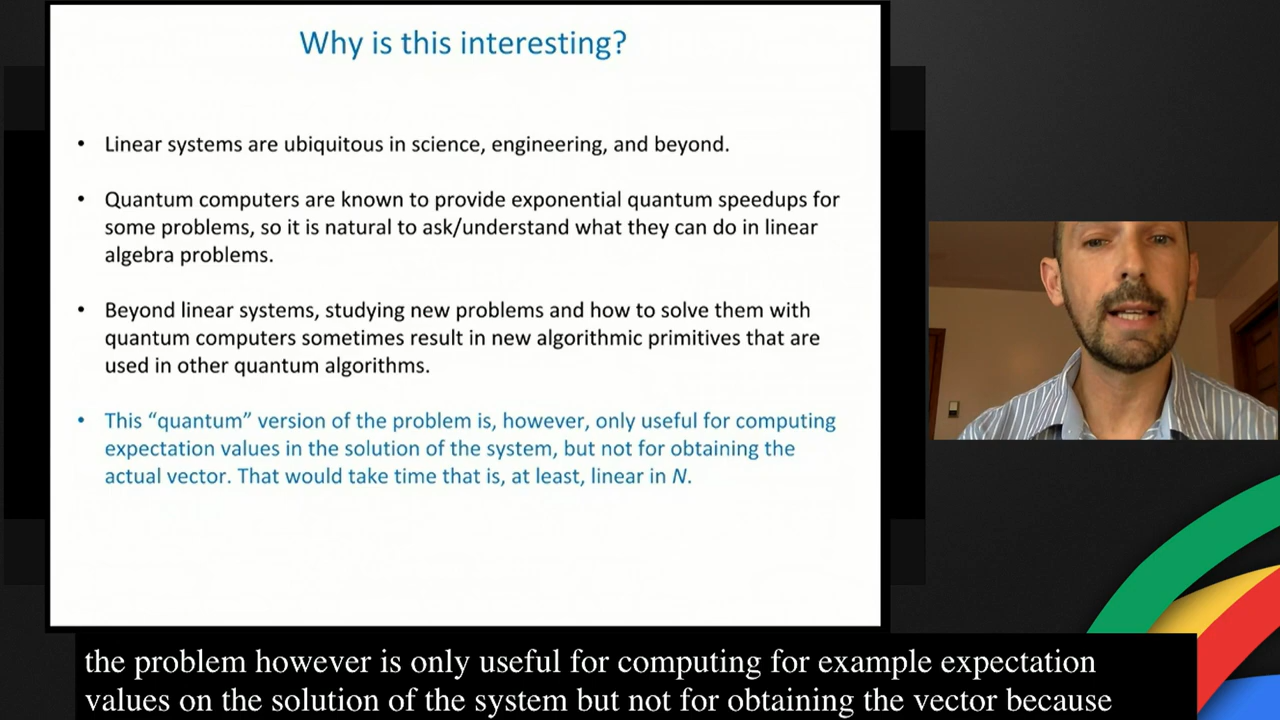 Why is this interesting?
• Linear systems are ubiquitous in science, engineering, and beyond.
• Quantum computers are known to provide exponential quantum speedups for
some problems, so it is natural to ask/understand what they can do in linear
algebra problems.
• Beyond linear systems, studying new problems and how to solve them with
quantum computers sometimes result in new algorithmic primitives that are
used in other quantum algorithms.
• This “quantum” version of the problem is, however, only useful for computing
expectation values in the solution of the system, but not for obtaining the
actual vector. That would take time that is, at least, linear in N.
the problem however is only useful for computing for example expectation
values on the solution of the system but not for obtaining the vector because